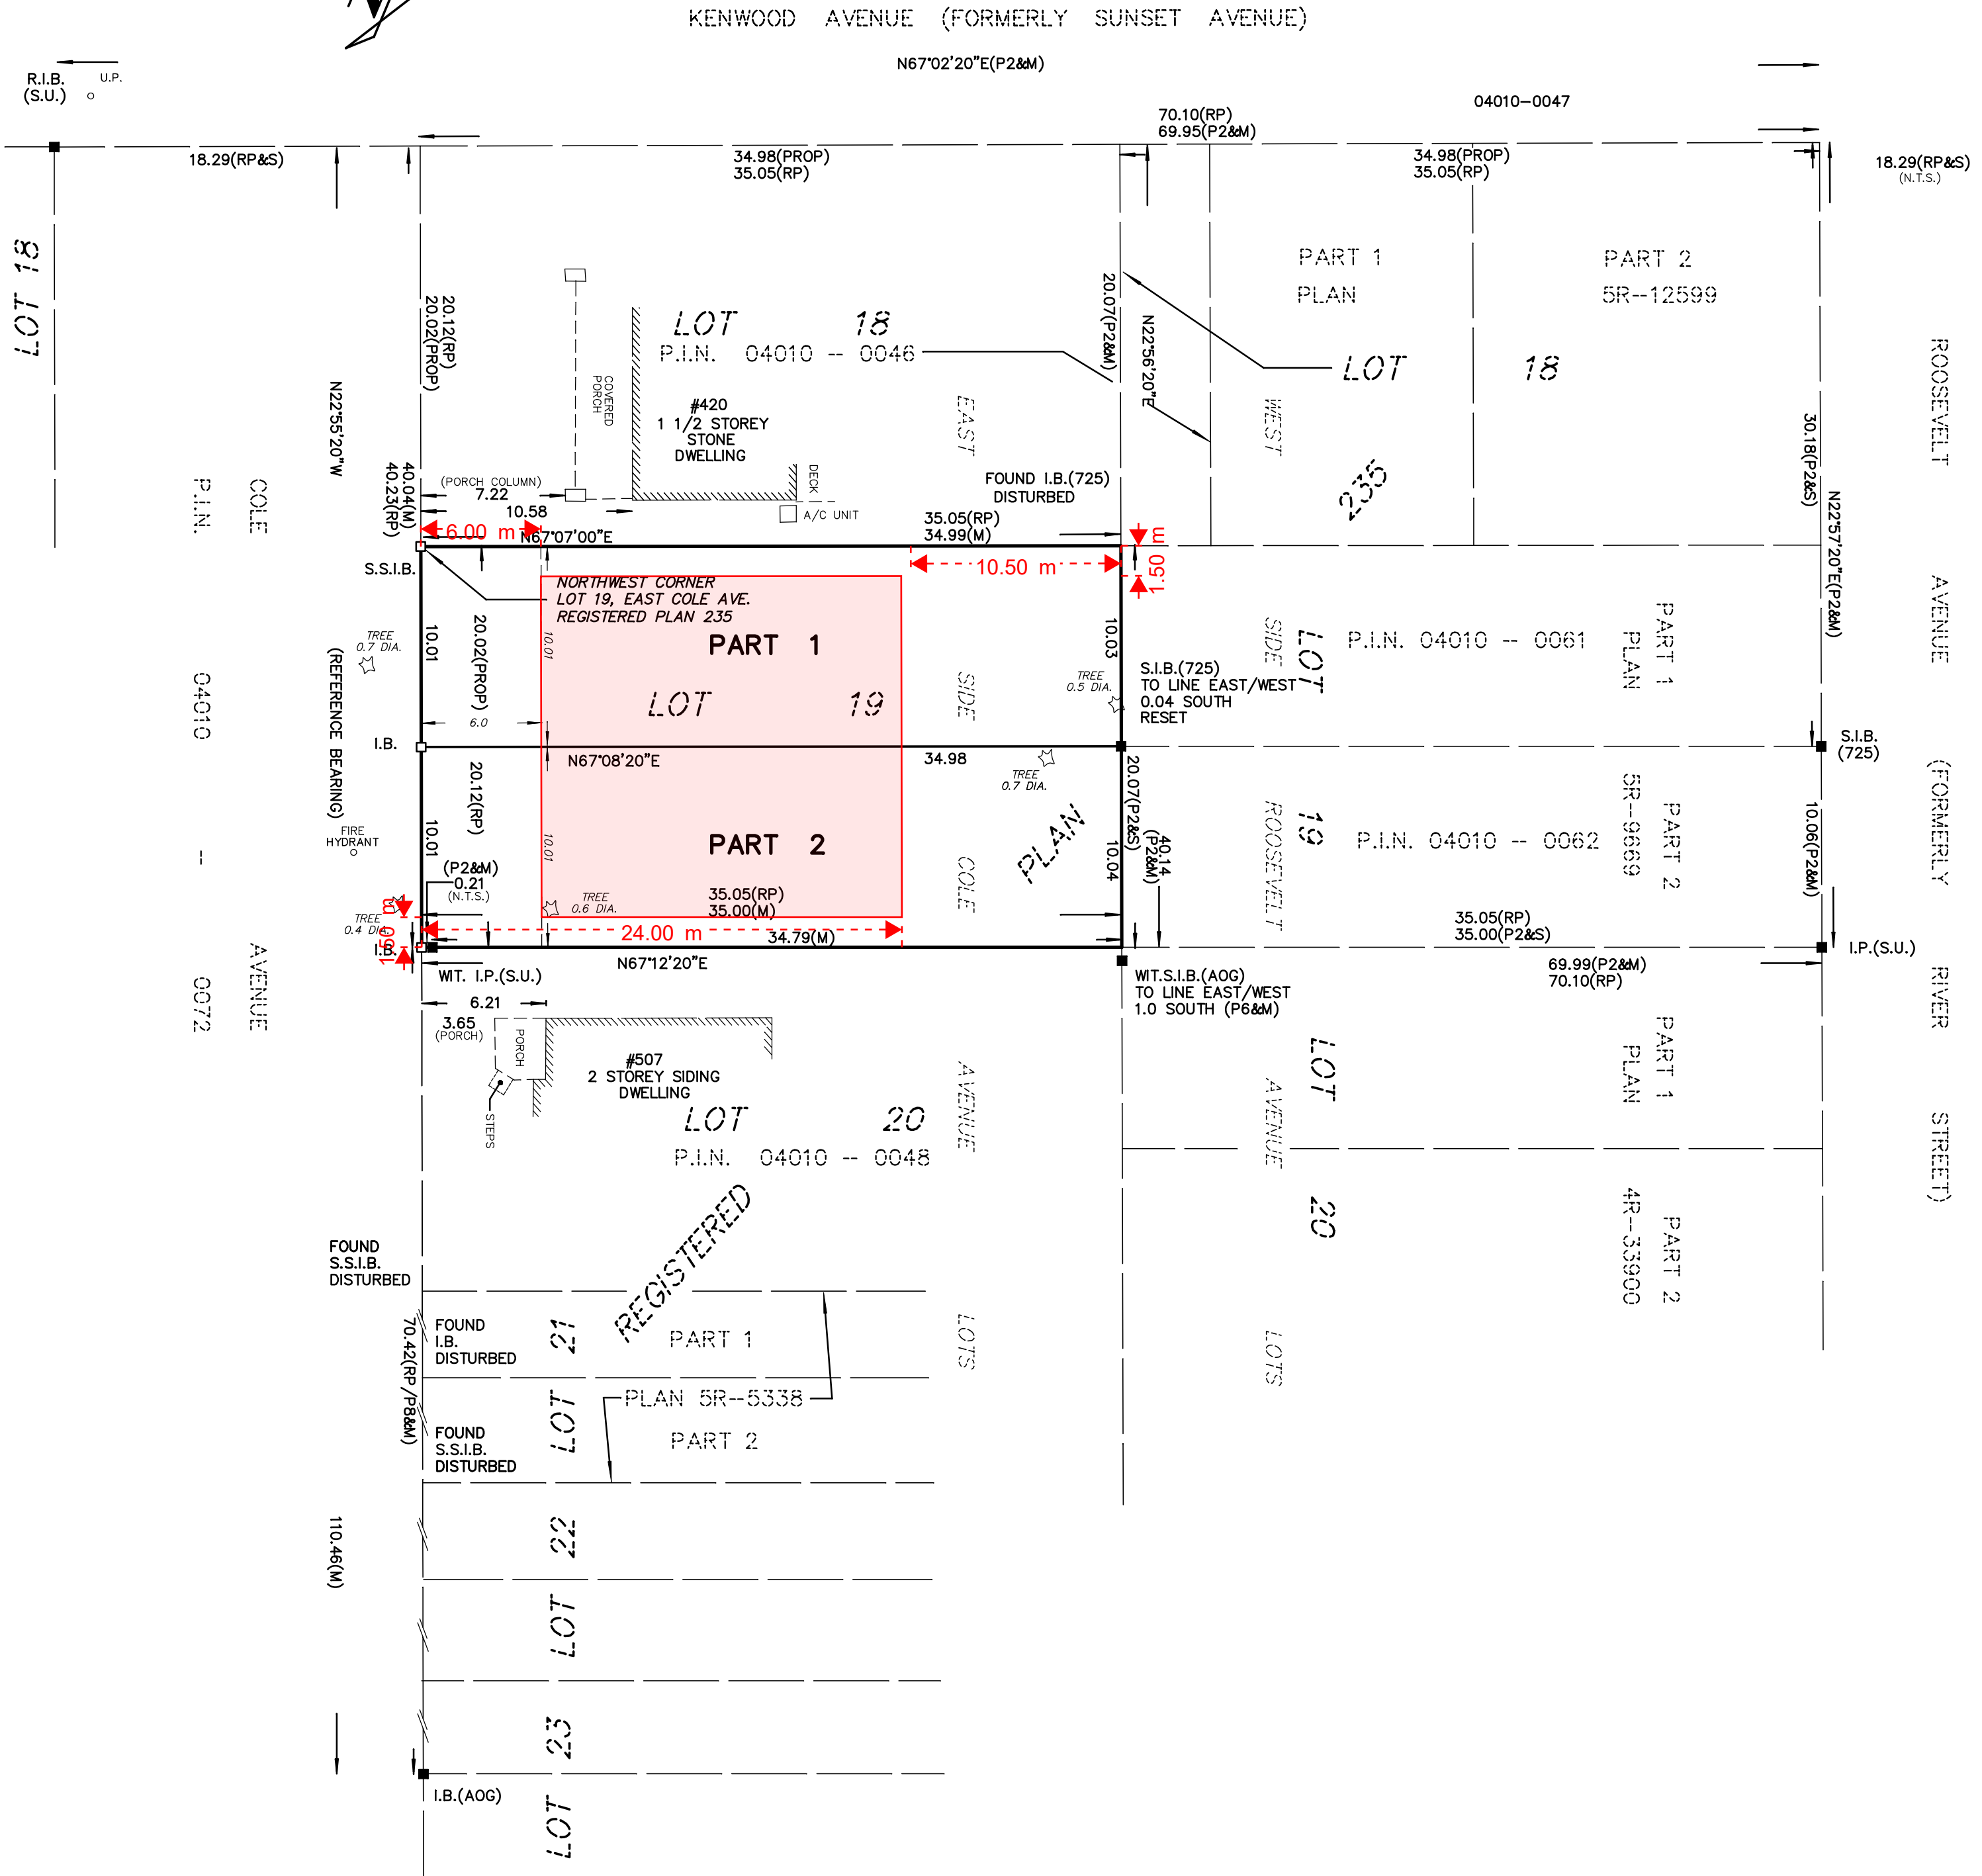 KENWOOD AVENUE (FORMERLY SUNSET AVENUE)
N67°02'20"E(P2&M)
R.I.B.
(S.U.)
U.P.
04010-0047
70.10(RP)
69.95(P2&M)
18.29(RP&S)
34.98(PROP)
35.05(RP)
34.98(PROP)
35.05(RP)
18.29(RP&S)
(N.T.S.)
LOT 18
PART 1
PLAN
PART 2
5R--12599
20.12(RP)
20.02(PROP)
LOT 18
P.I.N. 04010 -- 0046
20.07(P2&M)
N22°56'20"E
LOT 18
ROOSEVELT AVENUE (FORMERLY RIVER STREET)
N22°55'20"W
COVERED
PORCH
#420
1 1/2 STOREY
STONE
DWELLING
EAST SIDE COLE AVENUE LOTS
WEST SIDE ROOSEVELT AVENUE LOTS
30.18(P2&S)
N22°57'20"E(P2&M)
235
40.04(M)
40.23(RP)
(PORCH COLUMN)
7.22
10.58
DECK
A/C UNIT
FOUND I.B.(725)
DISTURBED
COLE AVENUE
P.I.N. 04010 -- 0072
6.00 m
N67°07'00"E
35.05(RP)
34.99(M)
10.50 m
1.50 m
S.S.I.B.
NORTHWEST CORNER
LOT 19, EAST COLE AVE.
REGISTERED PLAN 235
TREE
0.7 DIA.
10.01
20.02(PROP)
10.01
PART 1
10.03
LOT 19
P.I.N. 04010 -- 0061
PART 1
PLAN
(REFERENCE BEARING)
LOT 19
TREE
0.5 DIA.
S.I.B.(725)
TO LINE EAST/WEST
0.04 SOUTH
RESET
6.0
I.B.
N67°08'20"E
34.98
S.I.B.
(725)
TREE
0.7 DIA.
20.12(RP)
10.01
10.01
FIRE
HYDRANT
PART 2
PLAN
20.07(P2&S)
10.04
40.14
(P2&M)
P.I.N. 04010 -- 0062
PART 2
5R--9669
10.06(P2&M)
(P2&M)
0.21
(N.T.S.)
TREE
0.6 DIA.
35.05(RP)
35.00(M)
TREE
0.4 DIA.
1.50 m
24.00 m
34.79(M)
35.05(RP)
35.00(P2&S)
I.B.
I.P.(S.U.)
N67°12'20"E
WIT. I.P.(S.U.)
69.99(P2&M)
70.10(RP)
WIT.S.I.B.(AOG)
TO LINE EAST/WEST
1.0 SOUTH (P6&M)
6.21
3.65
(PORCH)
PORCH
STEPS
#507
2 STOREY SIDING
DWELLING
LOT 20
P.I.N. 04010 -- 0048
LOT 20
PART 1
PLAN
PART 2
4R--33900
REGISTERED
FOUND
S.S.I.B.
DISTURBED
70.42(RP/P8&M)
FOUND
I.B.
DISTURBED
LOT 21
PART 1
PLAN 5R--5338
FOUND
S.S.I.B.
DISTURBED
PART 2
110.46(M)
LOT 22
LOT 23
LOT
I.B.(AOG)